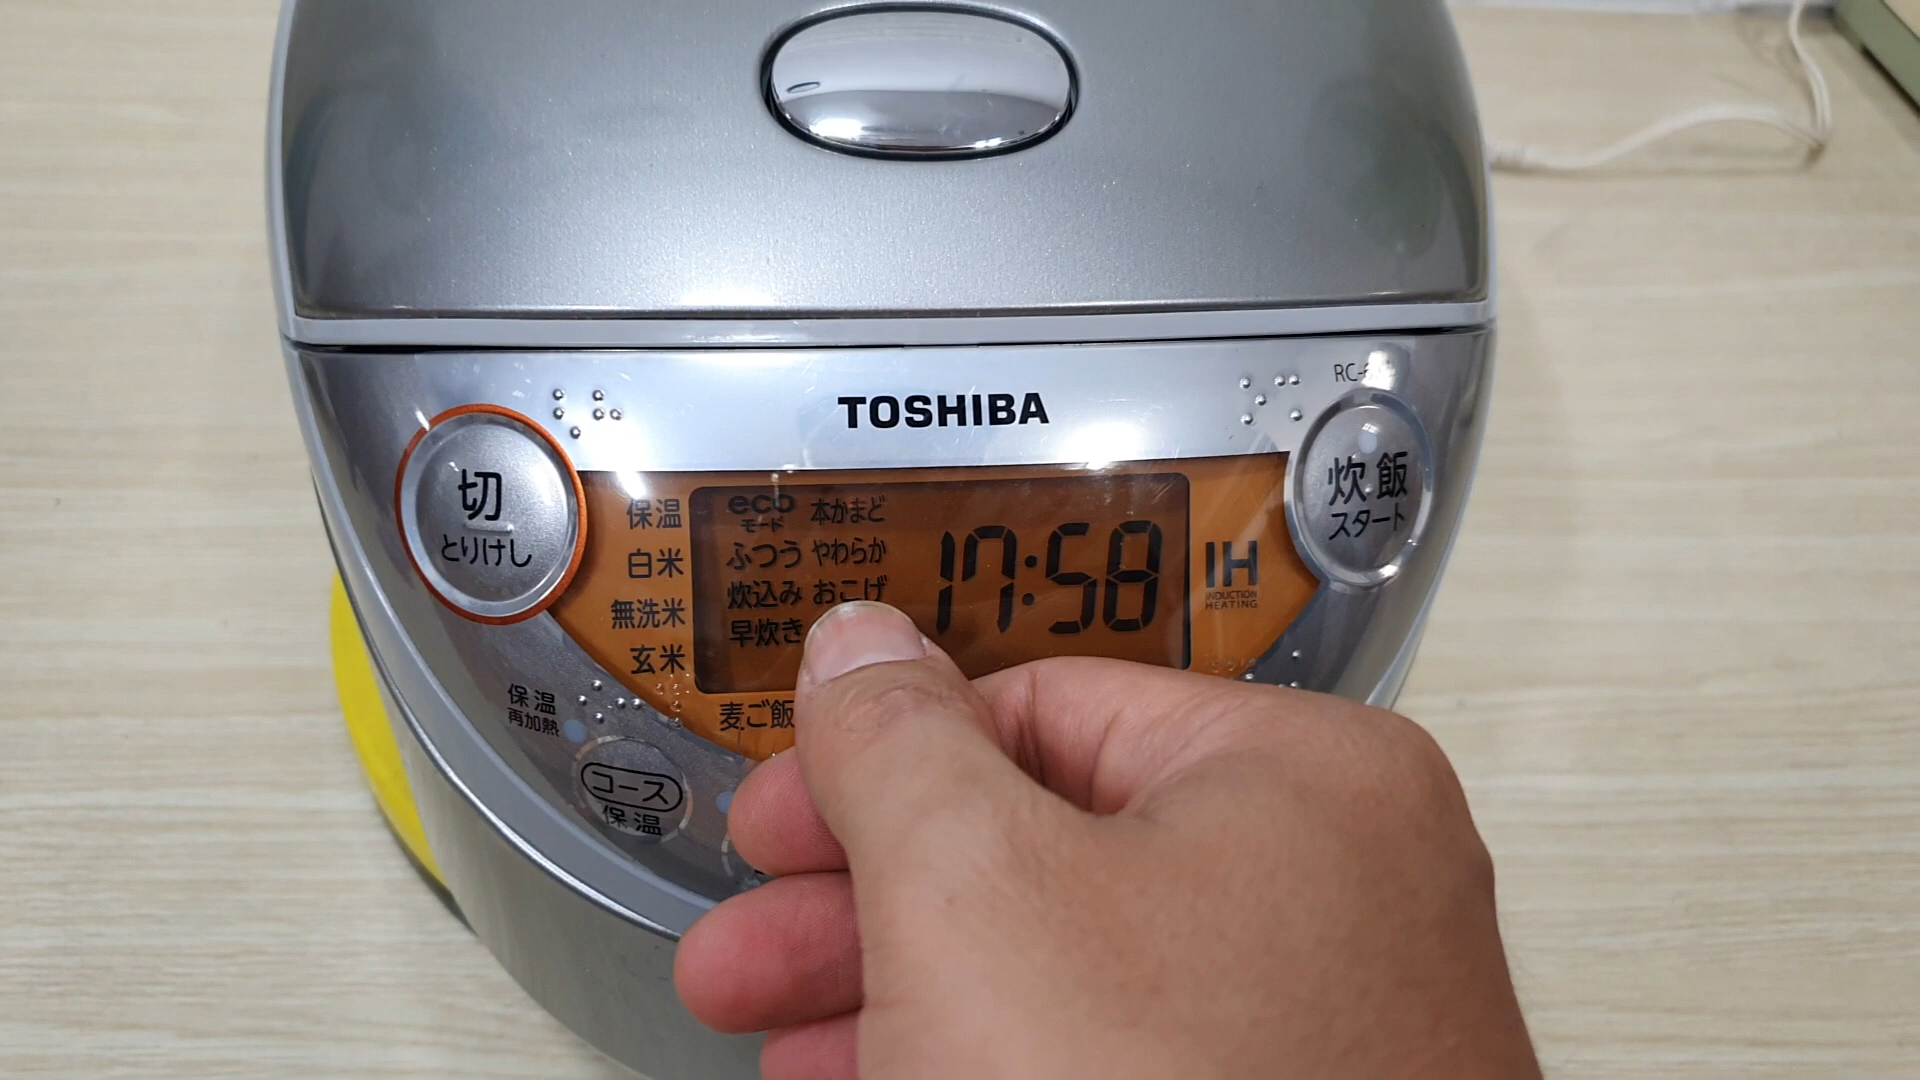 TOSHIBA
切
とりけし
保温
白米
無洗米
玄米
麦ご飯
eco
モード
ふつう
炊込み
早炊き
本かまど
やわらか
おこげ
17:58
IH
INDUCTION
HEATING
炊飯
スタート
保温
再加熱
コース
保温